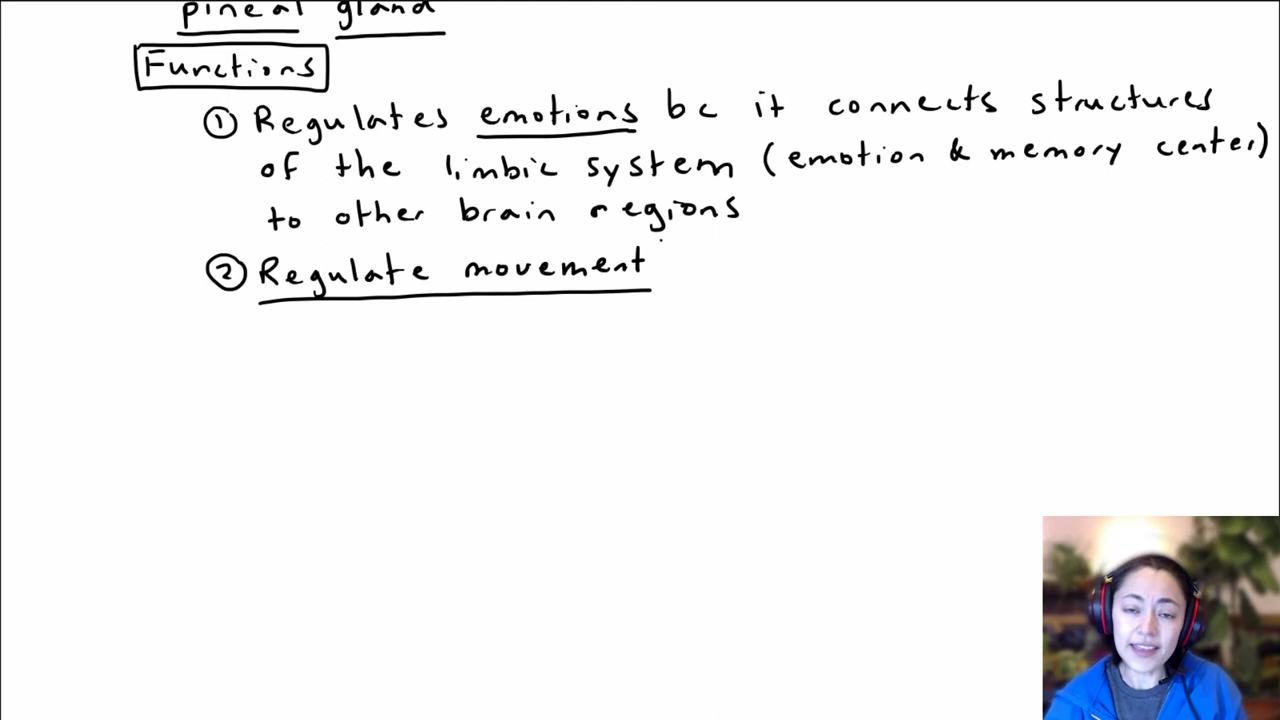 pineal gland
Functions
① Regulates emotions bc it connects structures
of the limbic system (emotion & memory center)
to other brain regions
② Regulate movement